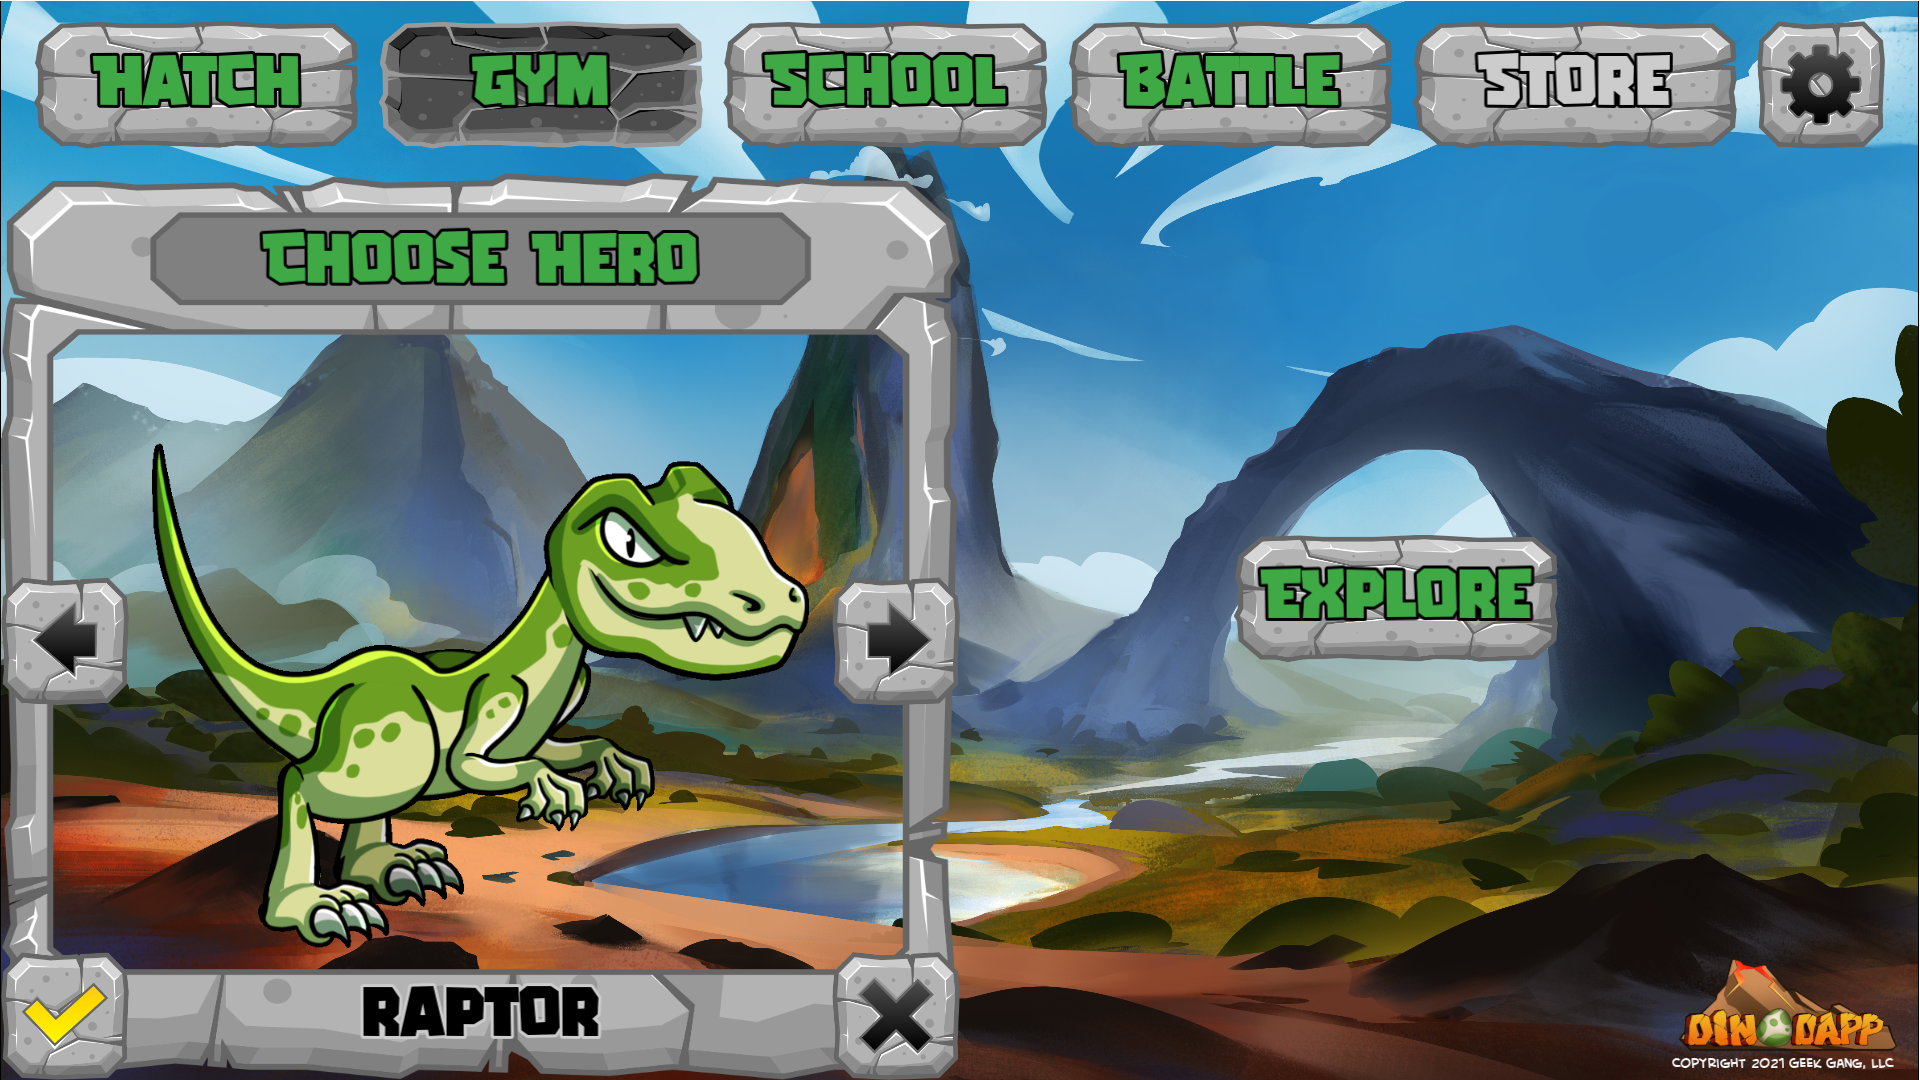 HATCH
GYM
SCHOOL
BATTLE
STORE
CHOOSE HERO
EXPLORE
RAPTOR
DINODAPP
COPYRIGHT 2021 GEEK GANG, LLC